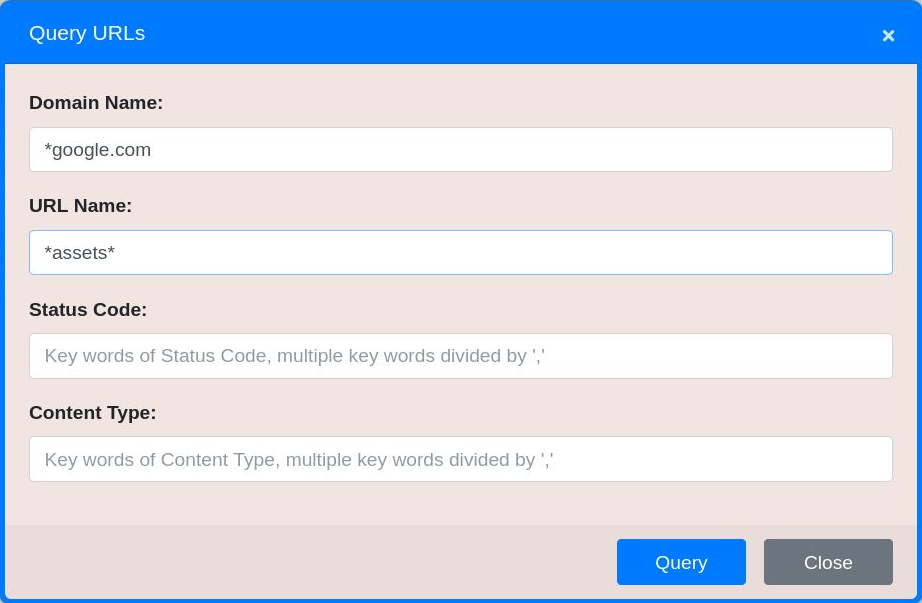 Query URLs
×
Domain Name:
*google.com
URL Name:
*assets*
Status Code:
Key words of Status Code, multiple key words divided by ','
Content Type:
Key words of Content Type, multiple key words divided by ','
Query Close